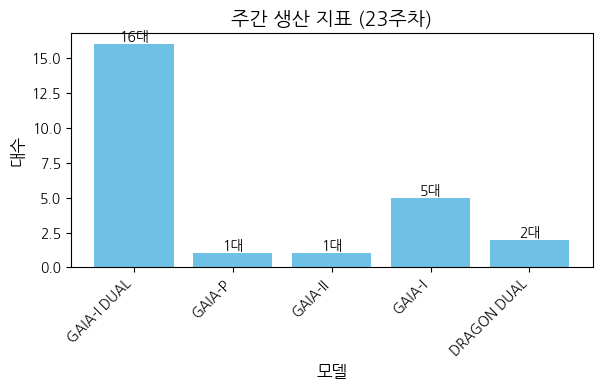 주간 생산 지표 (23주차)
대수
15.0
12.5
10.0
7.5
5.0
2.5
0.0
16대
1대
1대
5대
2대
GAIA-I DUAL
GAIA-P
GAIA-II
GAIA-I
DRAGON DUAL
모델